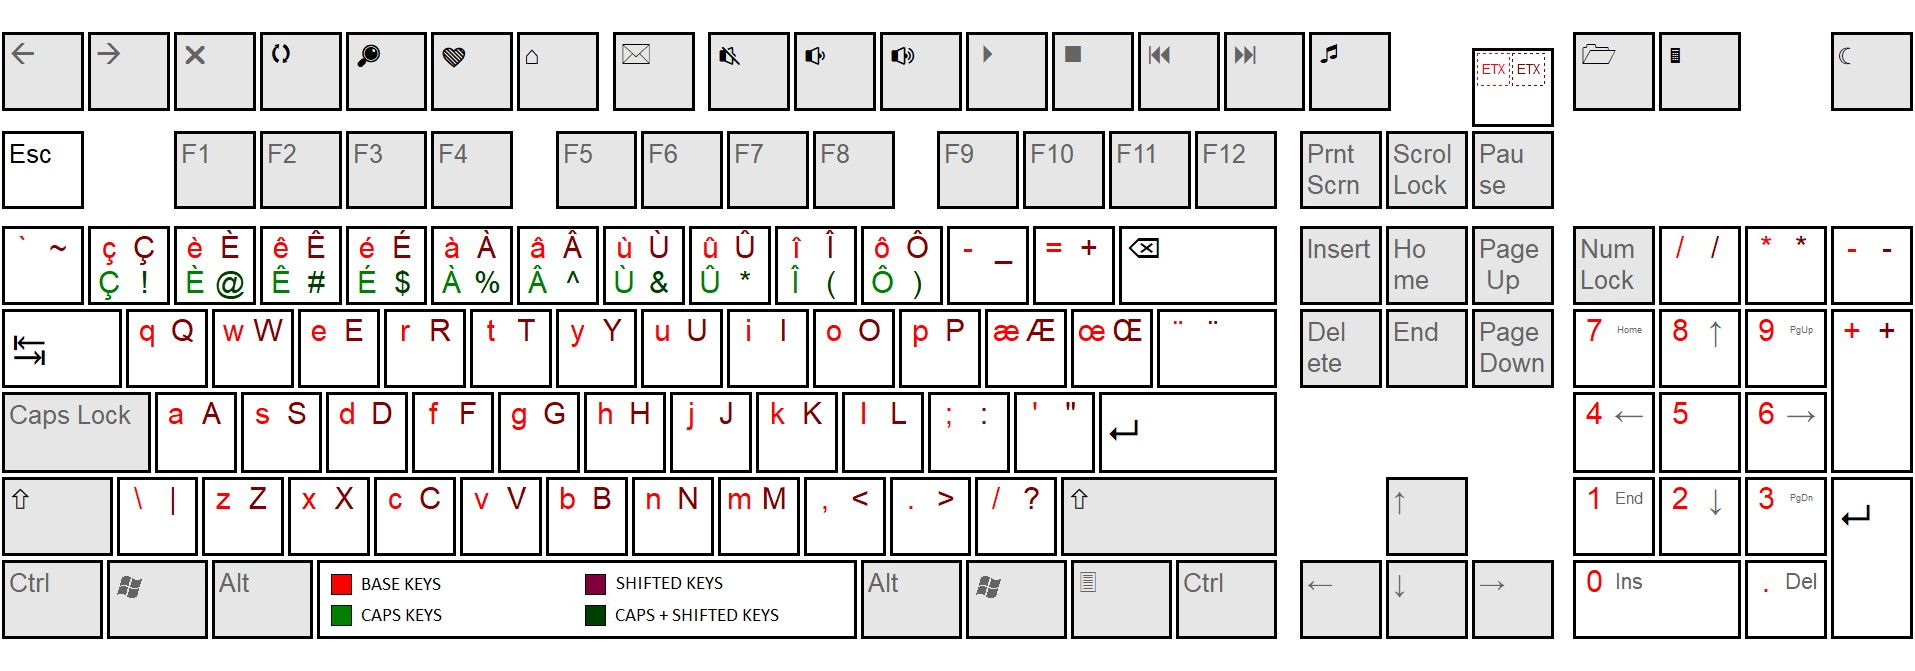 ← → ✕ ⌂ ETX ETX ☾
Esc F1 F2 F3 F4 F5 F6 F7 F8 F9 F10 F11 F12 Prnt Scrol Pau
Scrn Lock se
` ~ ç Ç è È ê Ê é É à À â Â ù Ù û Û î Î ô Ô - _ = + ⌫ Insert Ho Page Num / / * * - -
Ç ! È @ Ê # É $ À % Â ^ Ù & Û * Î ( Ô ) me Up Lock
q Q w W e E r R t T y Y u U i I o O p P æ Æ œ Œ ¨ ¨ Del End Page 7 Home 8 ↑ 9 PgUp + +
ete Down
Caps Lock a A s S d D f F g G h H j J k K l L ; : ' " ↵ 4 ← 5 6 →
⇧ \ | z Z x X c C v V b B n N m M , < . > / ? ⇧ ↑ 1 End 2 ↓ 3 PgDn ↵
Ctrl Alt BASE KEYS SHIFTED KEYS Alt Ctrl ← ↓ → 0 Ins . Del
CAPS KEYS CAPS + SHIFTED KEYS